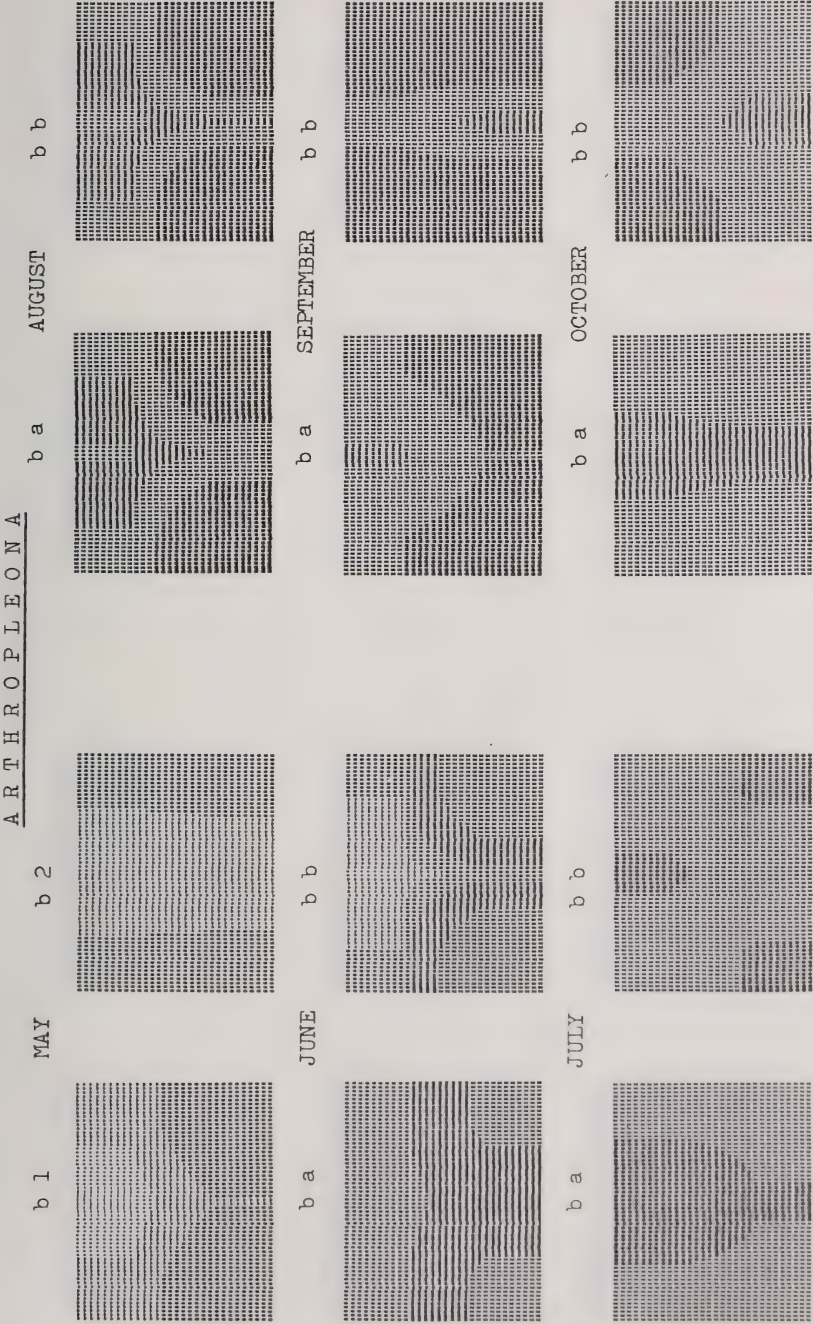 A R T H R O P L E O N A
b 1 MAY b 2 b a AUGUST b b
b a JUNE b b b a SEPTEMBER b b
b a JULY b b b a OCTOBER b b